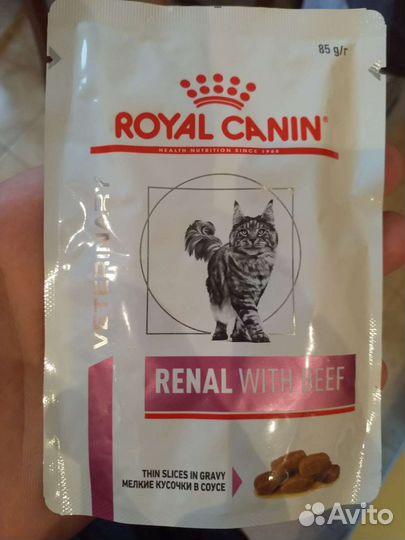 85 g/г
ROYAL CANIN
HEALTH NUTRITION SINCE 1968
VETERINARY
RENAL WITH BEEF
THIN SLICES IN GRAVY
МЕЛКИЕ КУСОЧКИ В СОУСЕ
Avito